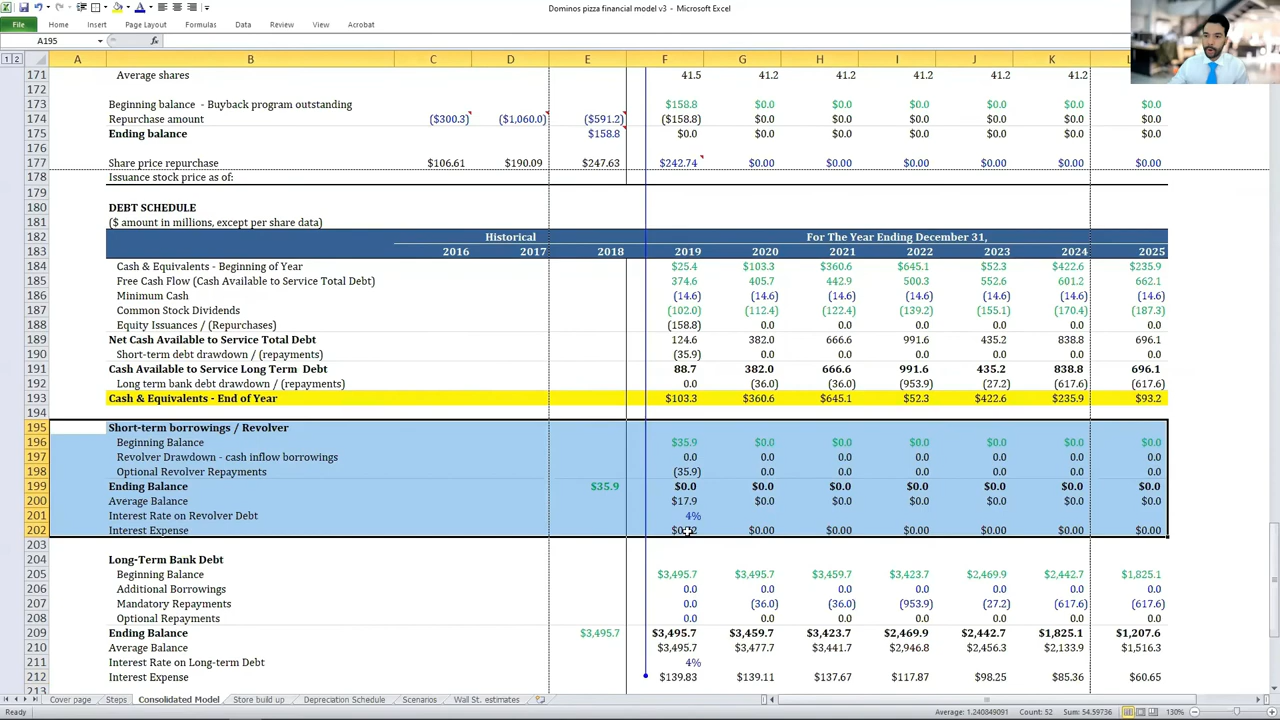 Dominos pizza financial model v3 - Microsoft Excel
File Home Insert Page Layout Formulas Data Review View Acrobat
A195 fx
1 2 A B C D E F G H I J K
171 Average shares 41.5 41.2 41.2 41.2 41.2 41.2 41.2
172
173 Beginning balance - Buyback program outstanding $158.8 $0.0 $0.0 $0.0 $0.0 $0.0 $0.0
174 Repurchase amount ($300.3) ($1,060.0) ($591.2) ($158.8) $0.0 $0.0 $0.0 $0.0 $0.0 $0.0
175 Ending balance $158.8 $0.0 $0.0 $0.0 $0.0 $0.0 $0.0 $0.0
176
177 Share price repurchase $106.61 $190.09 $247.63 $242.74 $0.00 $0.00 $0.00 $0.00 $0.00 $0.00
178 Issuance stock price as of:
179
180 DEBT SCHEDULE
181 ($ amount in millions, except per share data)
182 Historical For The Year Ending December 31,
183 2016 2017 2018 2019 2020 2021 2022 2023 2024 2025
184 Cash & Equivalents - Beginning of Year $25.4 $103.3 $360.6 $645.1 $52.3 $422.6 $235.9
185 Free Cash Flow (Cash Available to Service Total Debt) 374.6 405.7 442.9 500.3 552.6 601.2 662.1
186 Minimum Cash (14.6) (14.6) (14.6) (14.6) (14.6) (14.6) (14.6)
187 Common Stock Dividends (102.0) (112.4) (122.4) (139.2) (155.1) (170.4) (187.3)
188 Equity Issuances / (Repurchases) (158.8) 0.0 0.0 0.0 0.0 0.0 0.0
189 Net Cash Available to Service Total Debt 124.6 382.0 666.6 991.6 435.2 838.8 696.1
190 Short-term debt drawdown / (repayments) (35.9) 0.0 0.0 0.0 0.0 0.0 0.0
191 Cash Available to Service Long Term Debt 88.7 382.0 666.6 991.6 435.2 838.8 696.1
192 Long term bank debt drawdown / (repayments) 0.0 (36.0) (36.0) (953.9) (27.2) (617.6) (617.6)
193 Cash & Equivalents - End of Year $103.3 $360.6 $645.1 $52.3 $422.6 $235.9 $93.2
194
195 Short-term borrowings / Revolver
196 Beginning Balance $35.9 $0.0 $0.0 $0.0 $0.0 $0.0 $0.0
197 Revolver Drawdown - cash inflow borrowings 0.0 0.0 0.0 0.0 0.0 0.0 0.0
198 Optional Revolver Repayments (35.9) 0.0 0.0 0.0 0.0 0.0 0.0
199 Ending Balance $35.9 $0.0 $0.0 $0.0 $0.0 $0.0 $0.0 $0.0
200 Average Balance $17.9 $0.0 $0.0 $0.0 $0.0 $0.0 $0.0
201 Interest Rate on Revolver Debt 4%
202 Interest Expense $0.00 $0.00 $0.00 $0.00 $0.00 $0.00
203
204 Long-Term Bank Debt
205 Beginning Balance $3,495.7 $3,495.7 $3,459.7 $3,423.7 $2,469.9 $2,442.7 $1,825.1
206 Additional Borrowings 0.0 0.0 0.0 0.0 0.0 0.0 0.0
207 Mandatory Repayments 0.0 (36.0) (36.0) (953.9) (27.2) (617.6) (617.6)
208 Optional Repayments 0.0 0.0 0.0 0.0 0.0 0.0 0.0
209 Ending Balance $3,495.7 $3,495.7 $3,459.7 $3,423.7 $2,469.9 $2,442.7 $1,825.1 $1,207.6
210 Average Balance $3,495.7 $3,477.7 $3,441.7 $2,946.8 $2,456.3 $2,133.9 $1,516.3
211 Interest Rate on Long-term Debt 4%
212 Interest Expense $139.83 $139.11 $137.67 $117.87 $98.25 $85.36 $60.65
213
Cover page Steps Consolidated Model Store build up Depreciation Schedule Scenarios Wall St. estimates
Ready Average: 1.240849091 Count: 52 Sum: 54.59736 130%